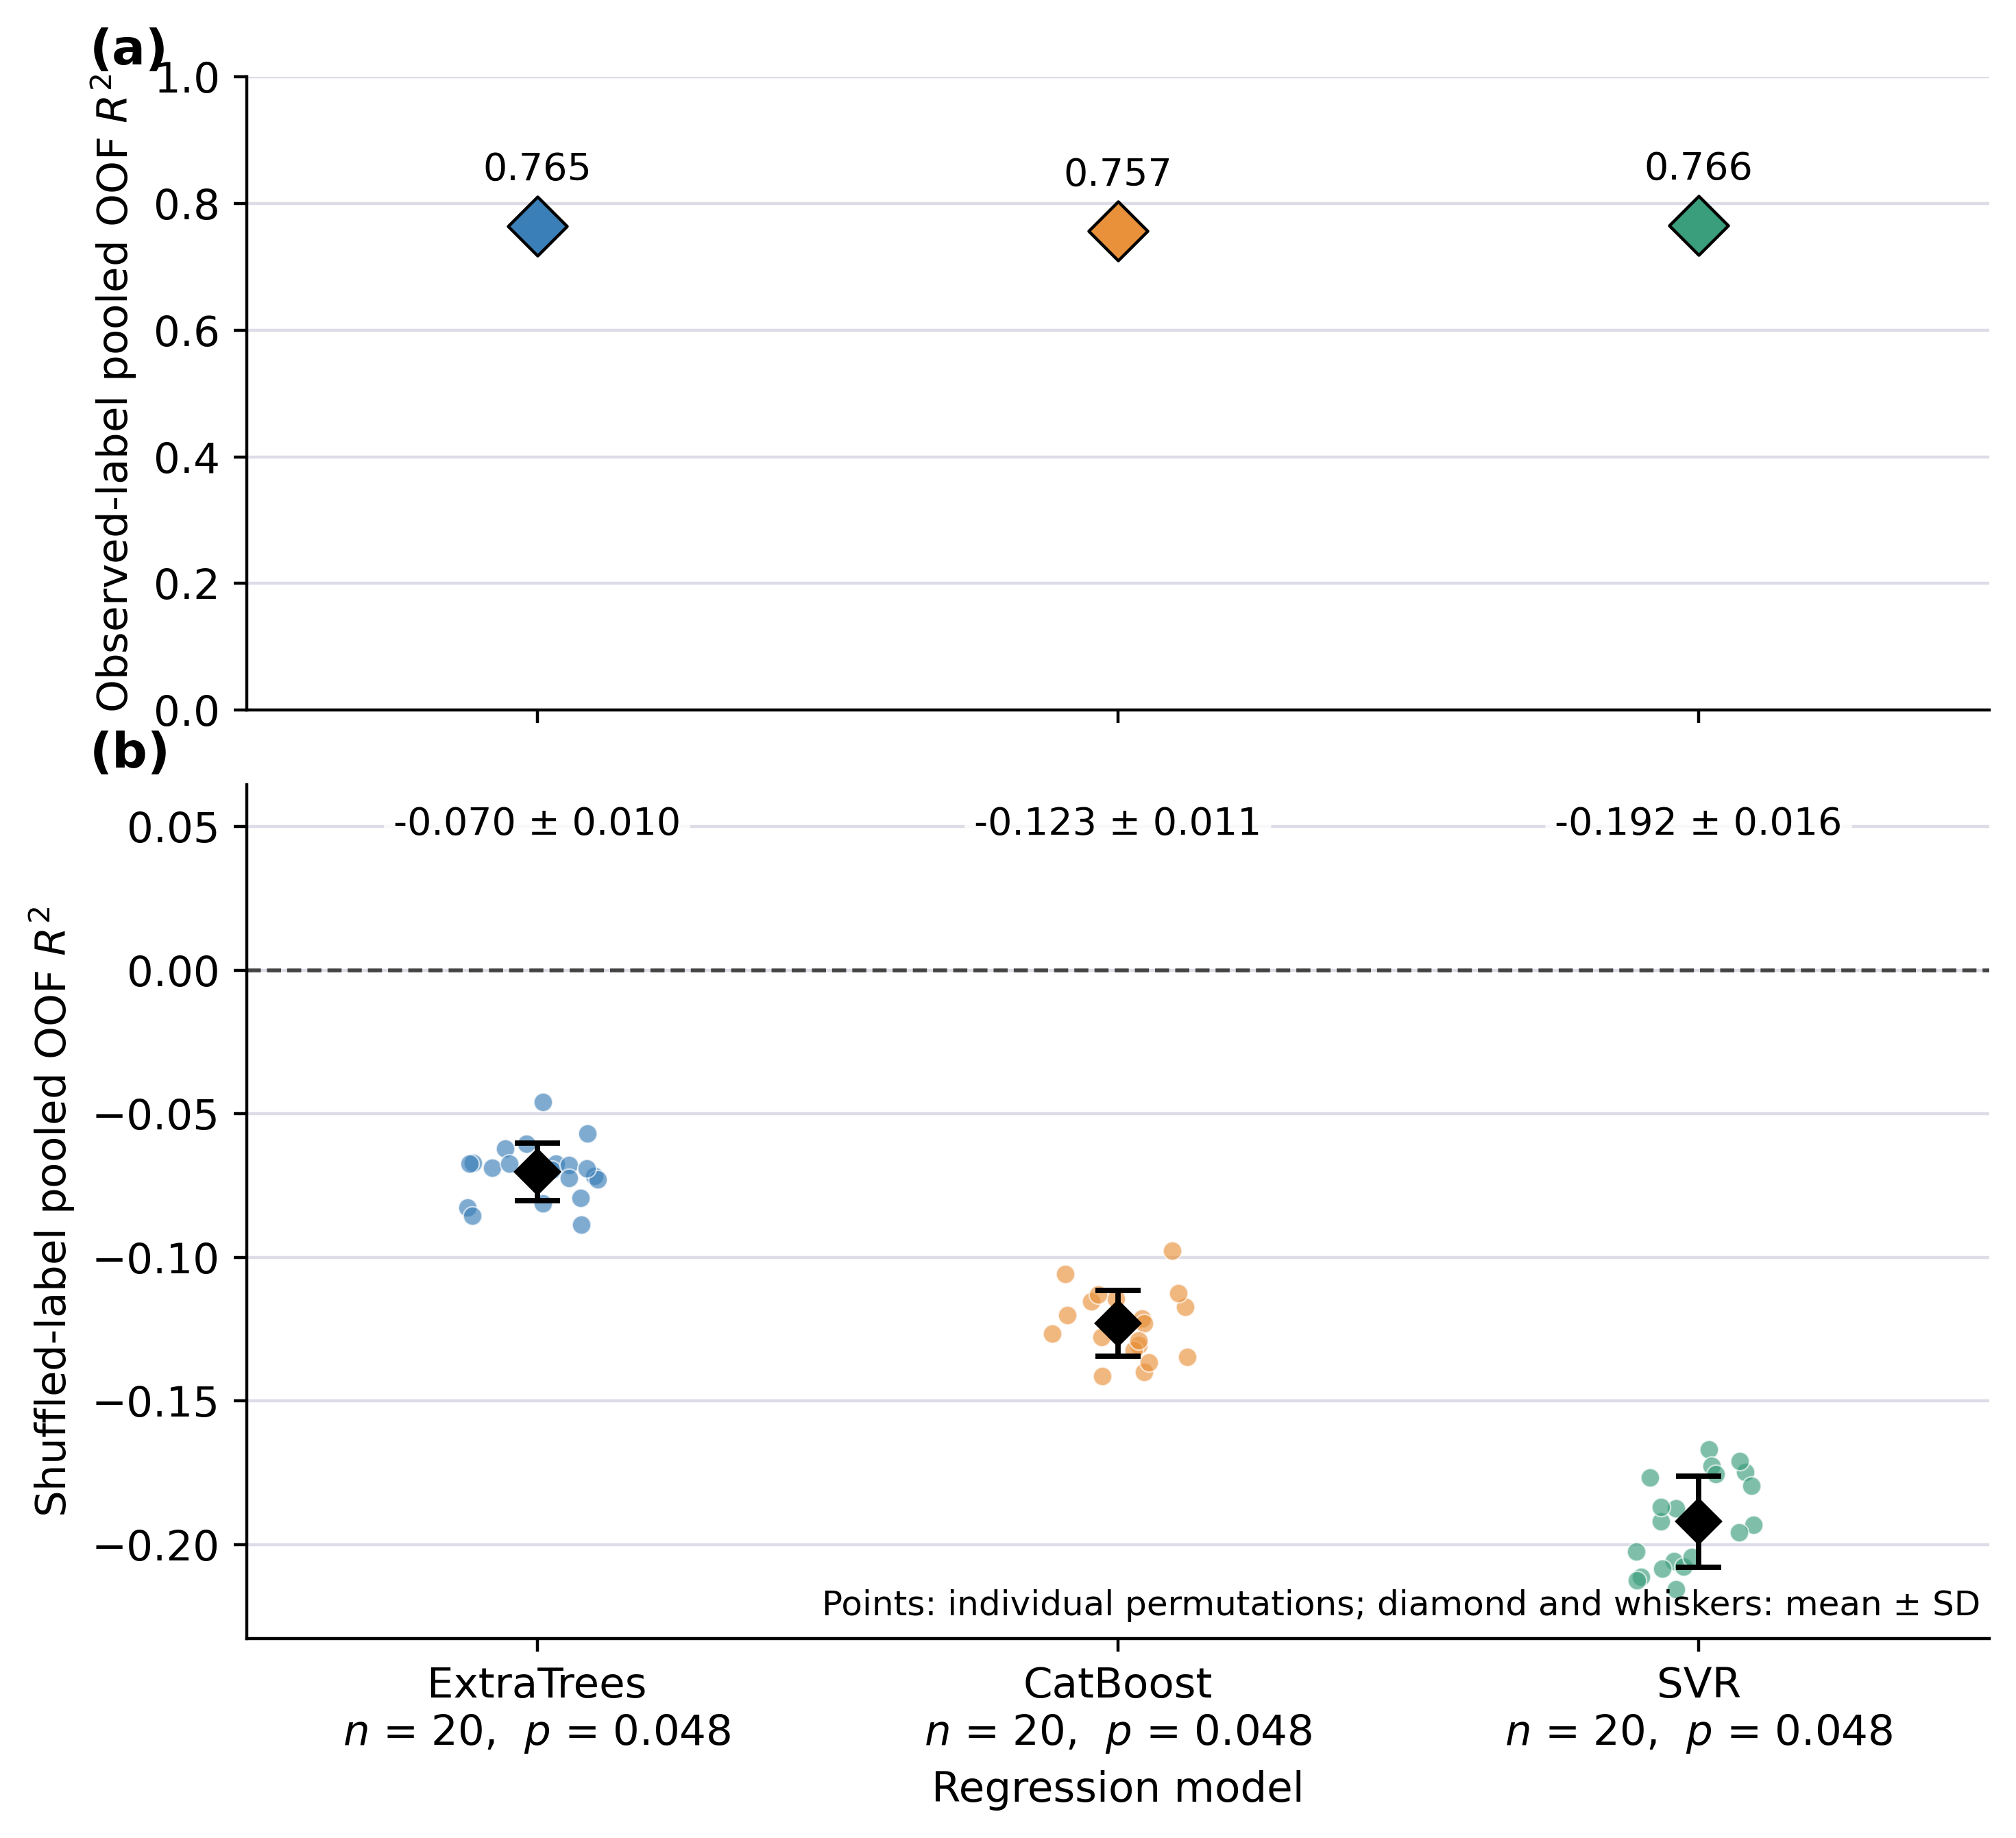 (a)
Observed-label pooled OOF R²
1.0
0.8
0.6
0.4
0.2
0.0
0.765
0.757
0.766
(b)
Shuffled-label pooled OOF R²
0.05
0.00
−0.05
−0.10
−0.15
−0.20
-0.070 ± 0.010
-0.123 ± 0.011
-0.192 ± 0.016
Points: individual permutations; diamond and whiskers: mean ± SD
ExtraTrees
n = 20, p = 0.048
CatBoost
n = 20, p = 0.048
SVR
n = 20, p = 0.048
Regression model